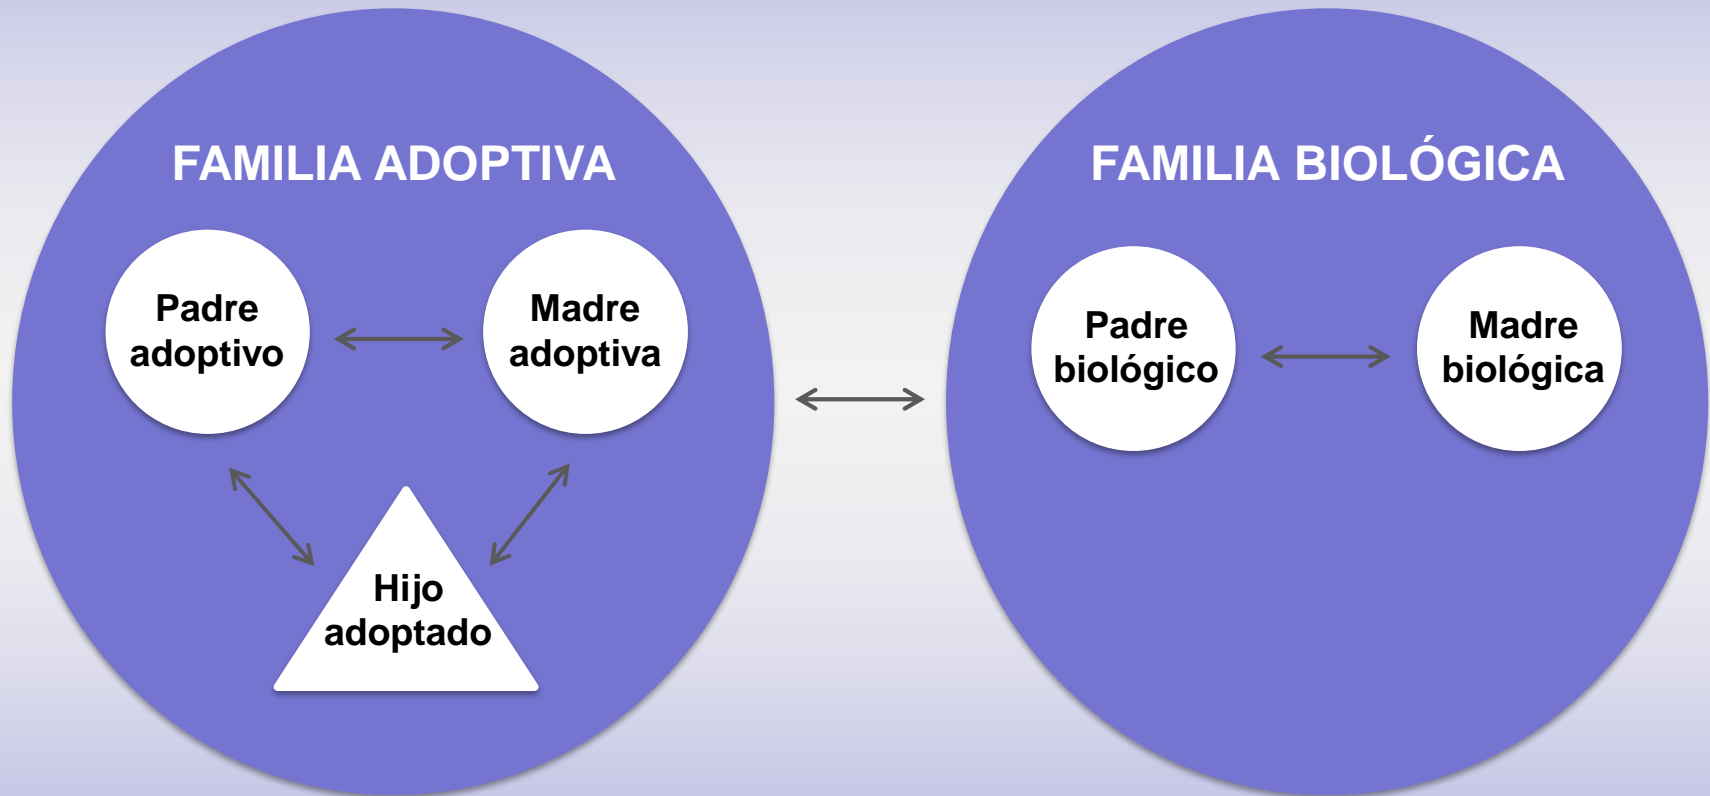 FAMILIA ADOPTIVA
Padre
adoptivo
Madre
adoptiva
Hijo
adoptado
FAMILIA BIOLÓGICA
Padre
biológico
Madre
biológica